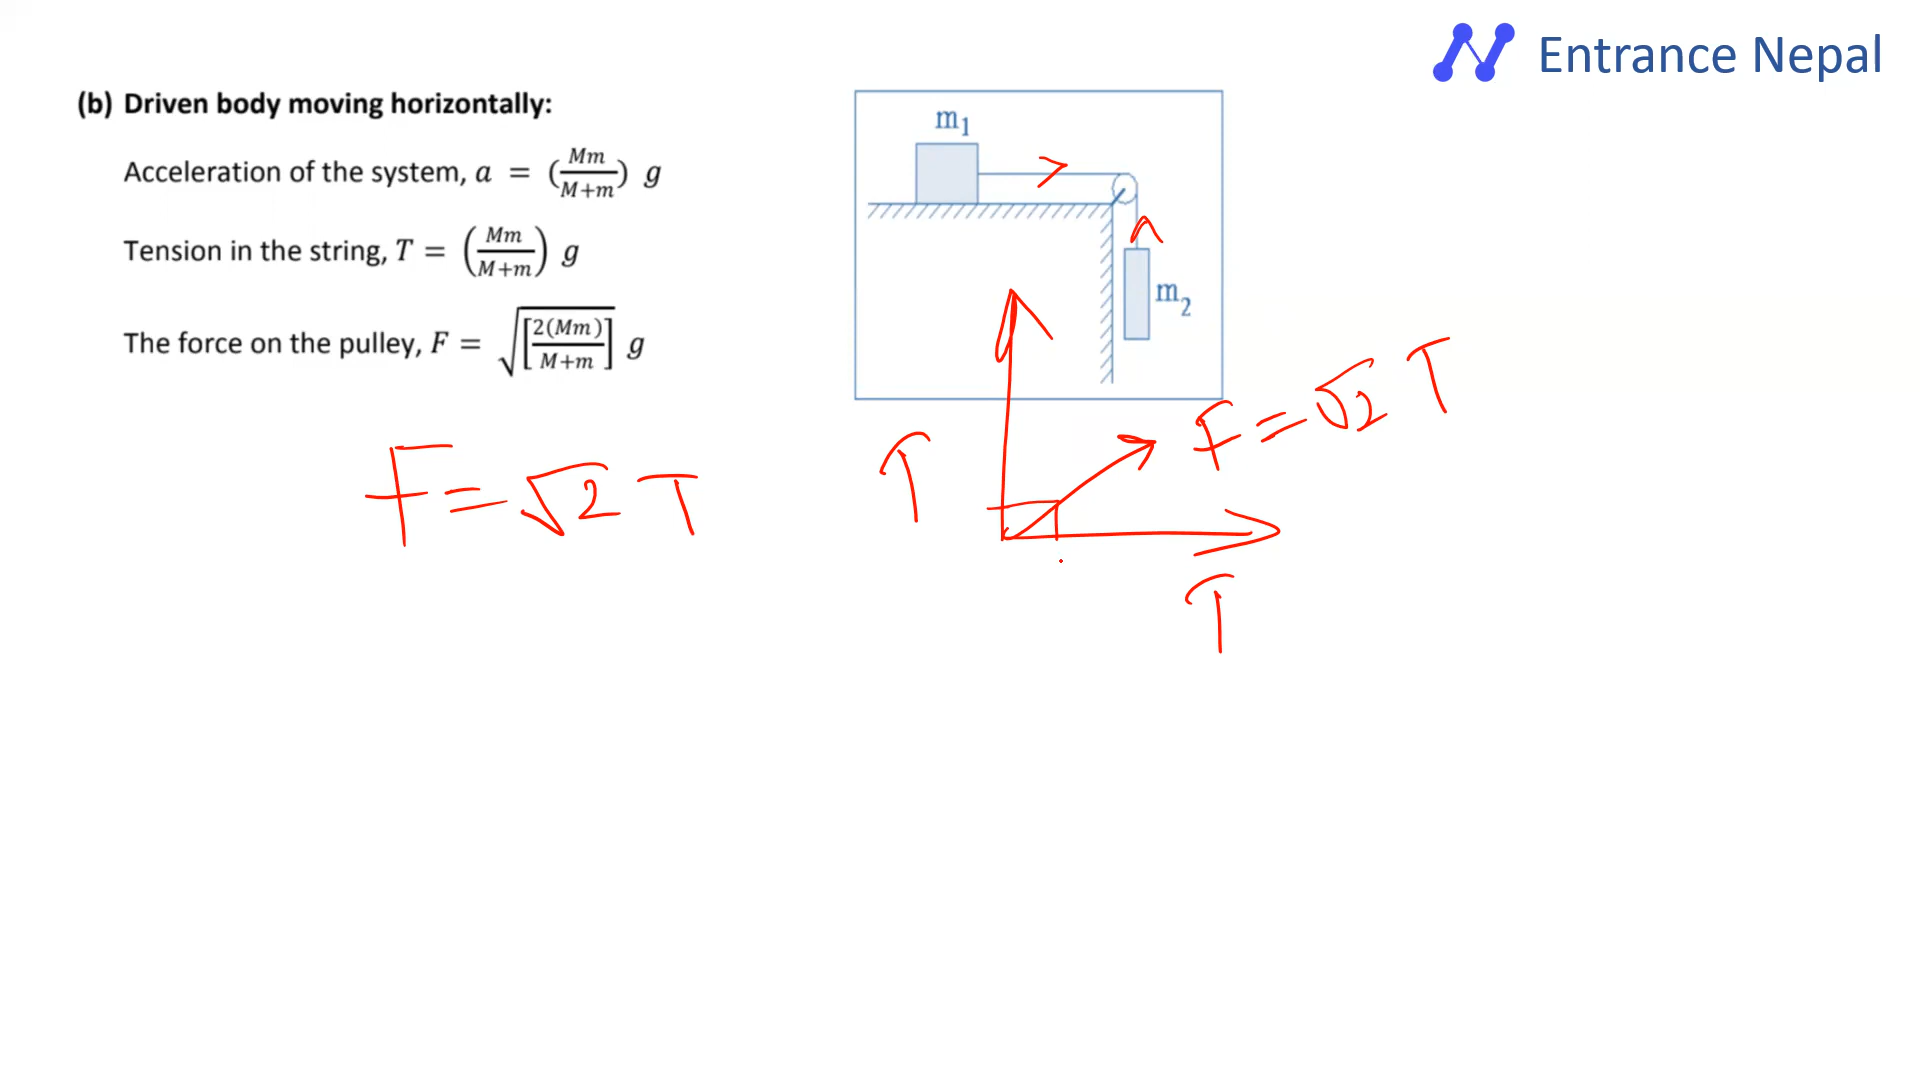 Entrance Nepal
(b) Driven body moving horizontally:
Acceleration of the system, a = (Mm/M+m) g
Tension in the string, T = (Mm/M+m) g
The force on the pulley, F = √[2(Mm)/M+m] g
m₁
m₂
F = √2 T
F = √2 T
T
T